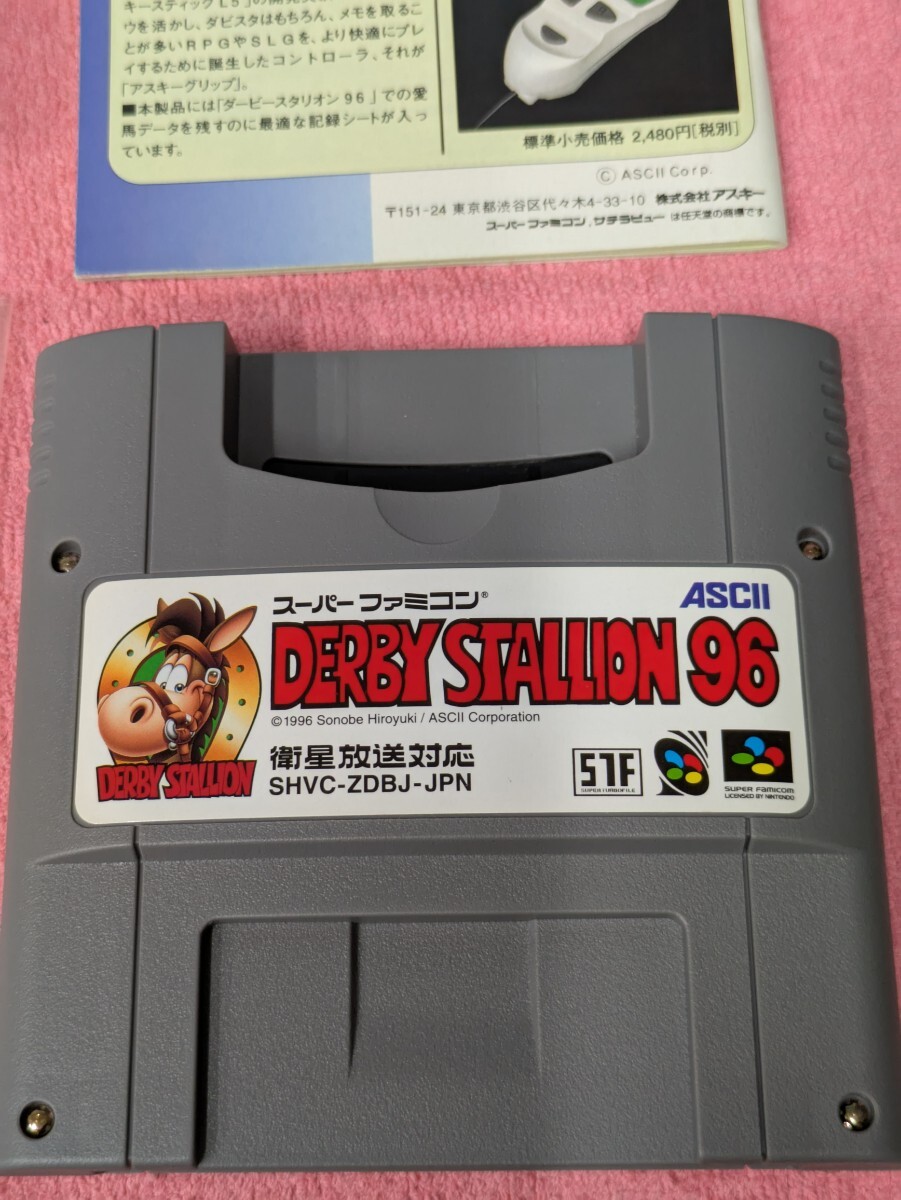 キースティックL5」の開発
ウを活かし、ダビスタはもちろん、メモを取るこ
とが多いRPGやSLGを、より快適にプレ
イするために誕生したコントローラ、それが
「アスキーグリップ」。
■本製品には「ダービースタリオン96」での愛
馬データを残すのに最適な記録シートが入っ
ています。
標準小売価格 2,480円[税別]
Ⓒ ASCII Corp.
〒151-24 東京都渋谷区代々木4-33-10 株式会社アスキー
スーパーファミコン、サテラビュー は任天堂の商標です。
スーパーファミコン®
ASCII
DERBY STALLION 96
©1996 Sonobe Hiroyuki / ASCII Corporation
DERBY STALLION
衛星放送対応
SHVC-ZDBJ-JPN
STF
SUPER TURBOFILE
SUPER FAMICOM
LICENSED BY NINTENDO